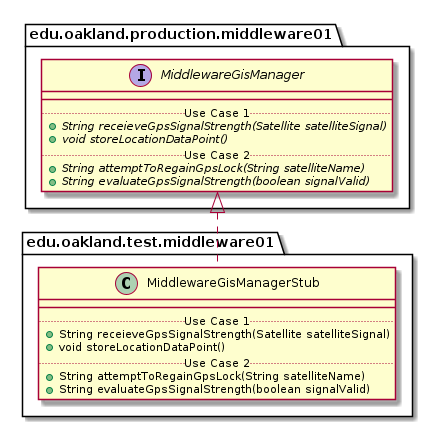 edu.oakland.production.middleware01
I MiddlewareGisManager
Use Case 1
String receieveGpsSignalStrength(Satellite satelliteSignal)
void storeLocationDataPoint()
Use Case 2
String attemptToRegainGpsLock(String satelliteName)
String evaluateGpsSignalStrength(boolean signalValid)
edu.oakland.test.middleware01
C MiddlewareGisManagerStub
Use Case 1
String receieveGpsSignalStrength(Satellite satelliteSignal)
void storeLocationDataPoint()
Use Case 2
String attemptToRegainGpsLock(String satelliteName)
String evaluateGpsSignalStrength(boolean signalValid)